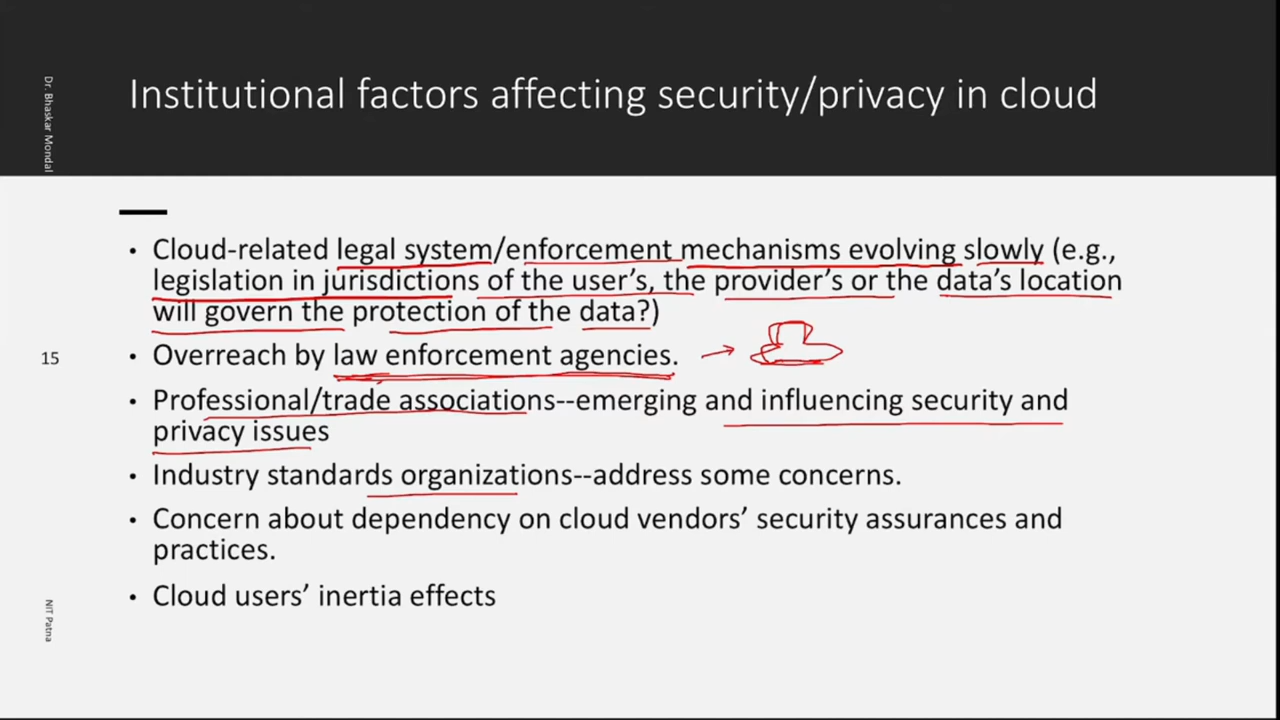 Institutional factors affecting security/privacy in cloud
Dr. Bhaskar Mondal
• Cloud-related legal system/enforcement mechanisms evolving slowly (e.g.,
legislation in jurisdictions of the user’s, the provider’s or the data’s location
will govern the protection of the data?)
• Overreach by law enforcement agencies.
15
• Professional/trade associations--emerging and influencing security and
privacy issues
• Industry standards organizations--address some concerns.
• Concern about dependency on cloud vendors’ security assurances and
practices.
• Cloud users’ inertia effects
NIT Patna